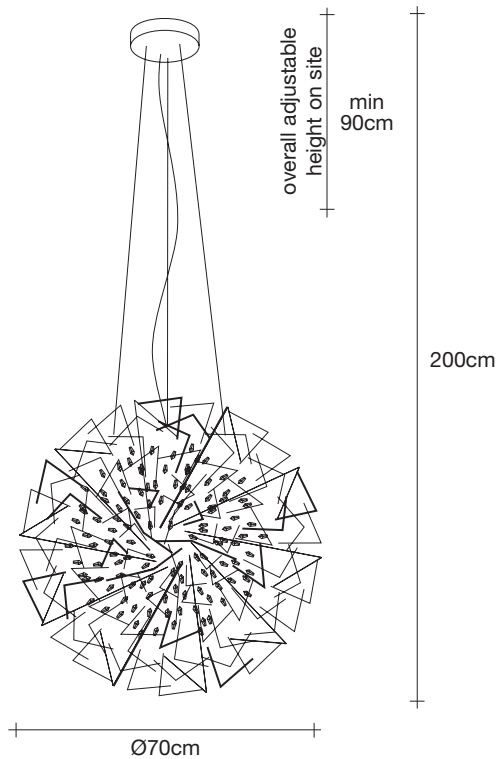 overall adjustable
height on site
min
90cm
200cm
Ø70cm